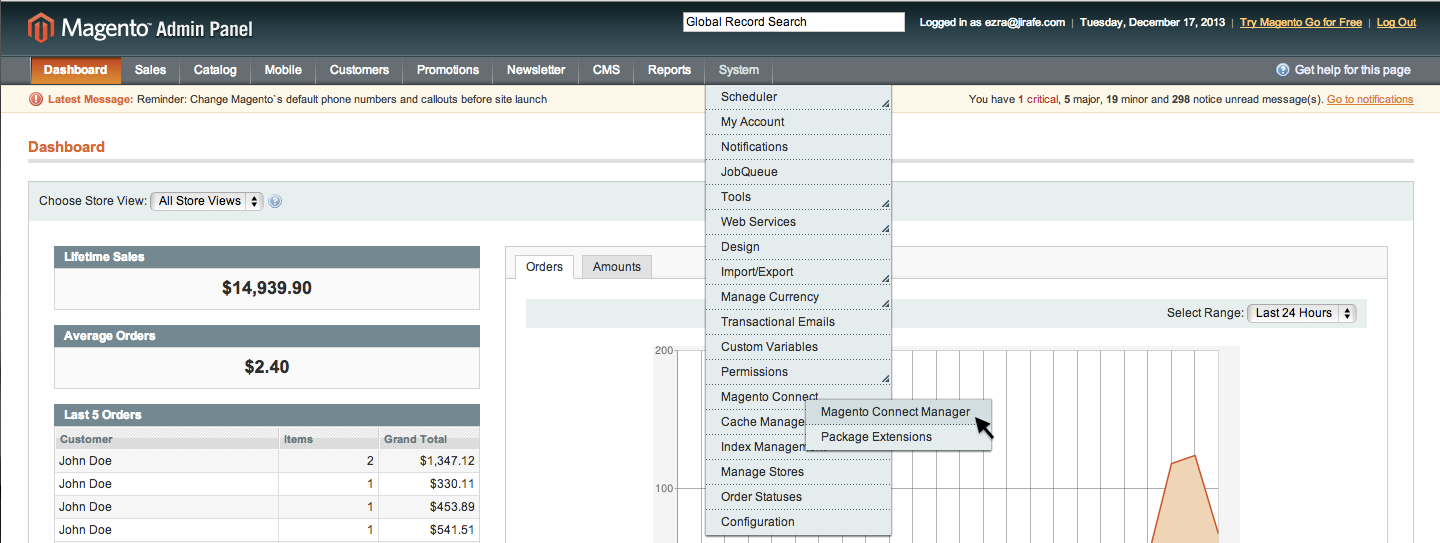 Magento™ Admin Panel
Global Record Search
Logged in as ezra@jirafe.com | Tuesday, December 17, 2013 | Try Magento Go for Free | Log Out
Dashboard Sales Catalog Mobile Customers Promotions Newsletter CMS Reports System
Get help for this page
Latest Message: Reminder: Change Magento`s default phone numbers and callouts before site launch
You have 1 critical, 5 major, 19 minor and 298 notice unread message(s). Go to notifications
Scheduler
My Account
Notifications
JobQueue
Tools
Web Services
Design
Import/Export
Manage Currency
Transactional Emails
Custom Variables
Permissions
Magento Connect
Cache Manage
Index Management
Manage Stores
Order Statuses
Configuration
Magento Connect Manager
Package Extensions
Dashboard
Choose Store View: All Store Views
Lifetime Sales
$14,939.90
Average Orders
$2.40
Last 5 Orders
Customer Items Grand Total
John Doe 2 $1,347.12
John Doe 1 $330.11
John Doe 1 $453.89
John Doe 1 $541.51
Orders Amounts
Select Range: Last 24 Hours
200
100